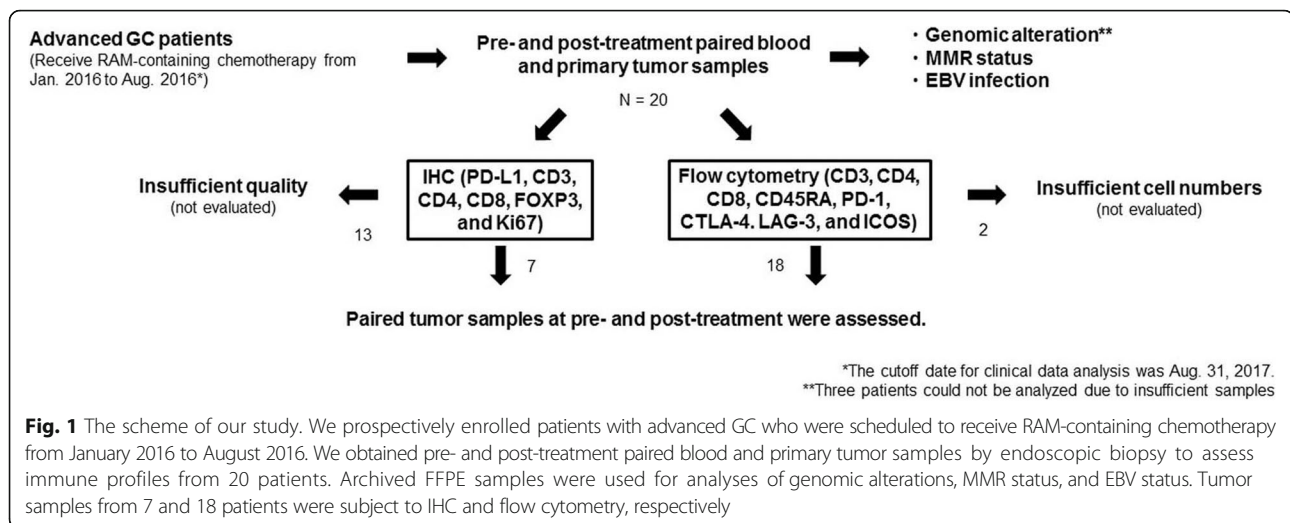 Advanced GC patients
(Receive RAM-containing chemotherapy from
Jan. 2016 to Aug. 2016*)
Pre- and post-treatment paired blood
and primary tumor samples
N = 20
・Genomic alteration**
・MMR status
・EBV infection
Insufficient quality
(not evaluated)
13
IHC (PD-L1, CD3,
CD4, CD8, FOXP3,
and Ki67)
7
Flow cytometry (CD3, CD4,
CD8, CD45RA, PD-1,
CTLA-4. LAG-3, and ICOS)
18
Insufficient cell numbers
(not evaluated)
2
Paired tumor samples at pre- and post-treatment were assessed.
*The cutoff date for clinical data analysis was Aug. 31, 2017.
**Three patients could not be analyzed due to insufficient samples
Fig. 1 The scheme of our study. We prospectively enrolled patients with advanced GC who were scheduled to receive RAM-containing chemotherapy
from January 2016 to August 2016. We obtained pre- and post-treatment paired blood and primary tumor samples by endoscopic biopsy to assess
immune profiles from 20 patients. Archived FFPE samples were used for analyses of genomic alterations, MMR status, and EBV status. Tumor
samples from 7 and 18 patients were subject to IHC and flow cytometry, respectively